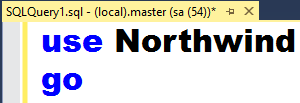 SQLQuery1.sql - (local).master (sa (54))*
use Northwind
go